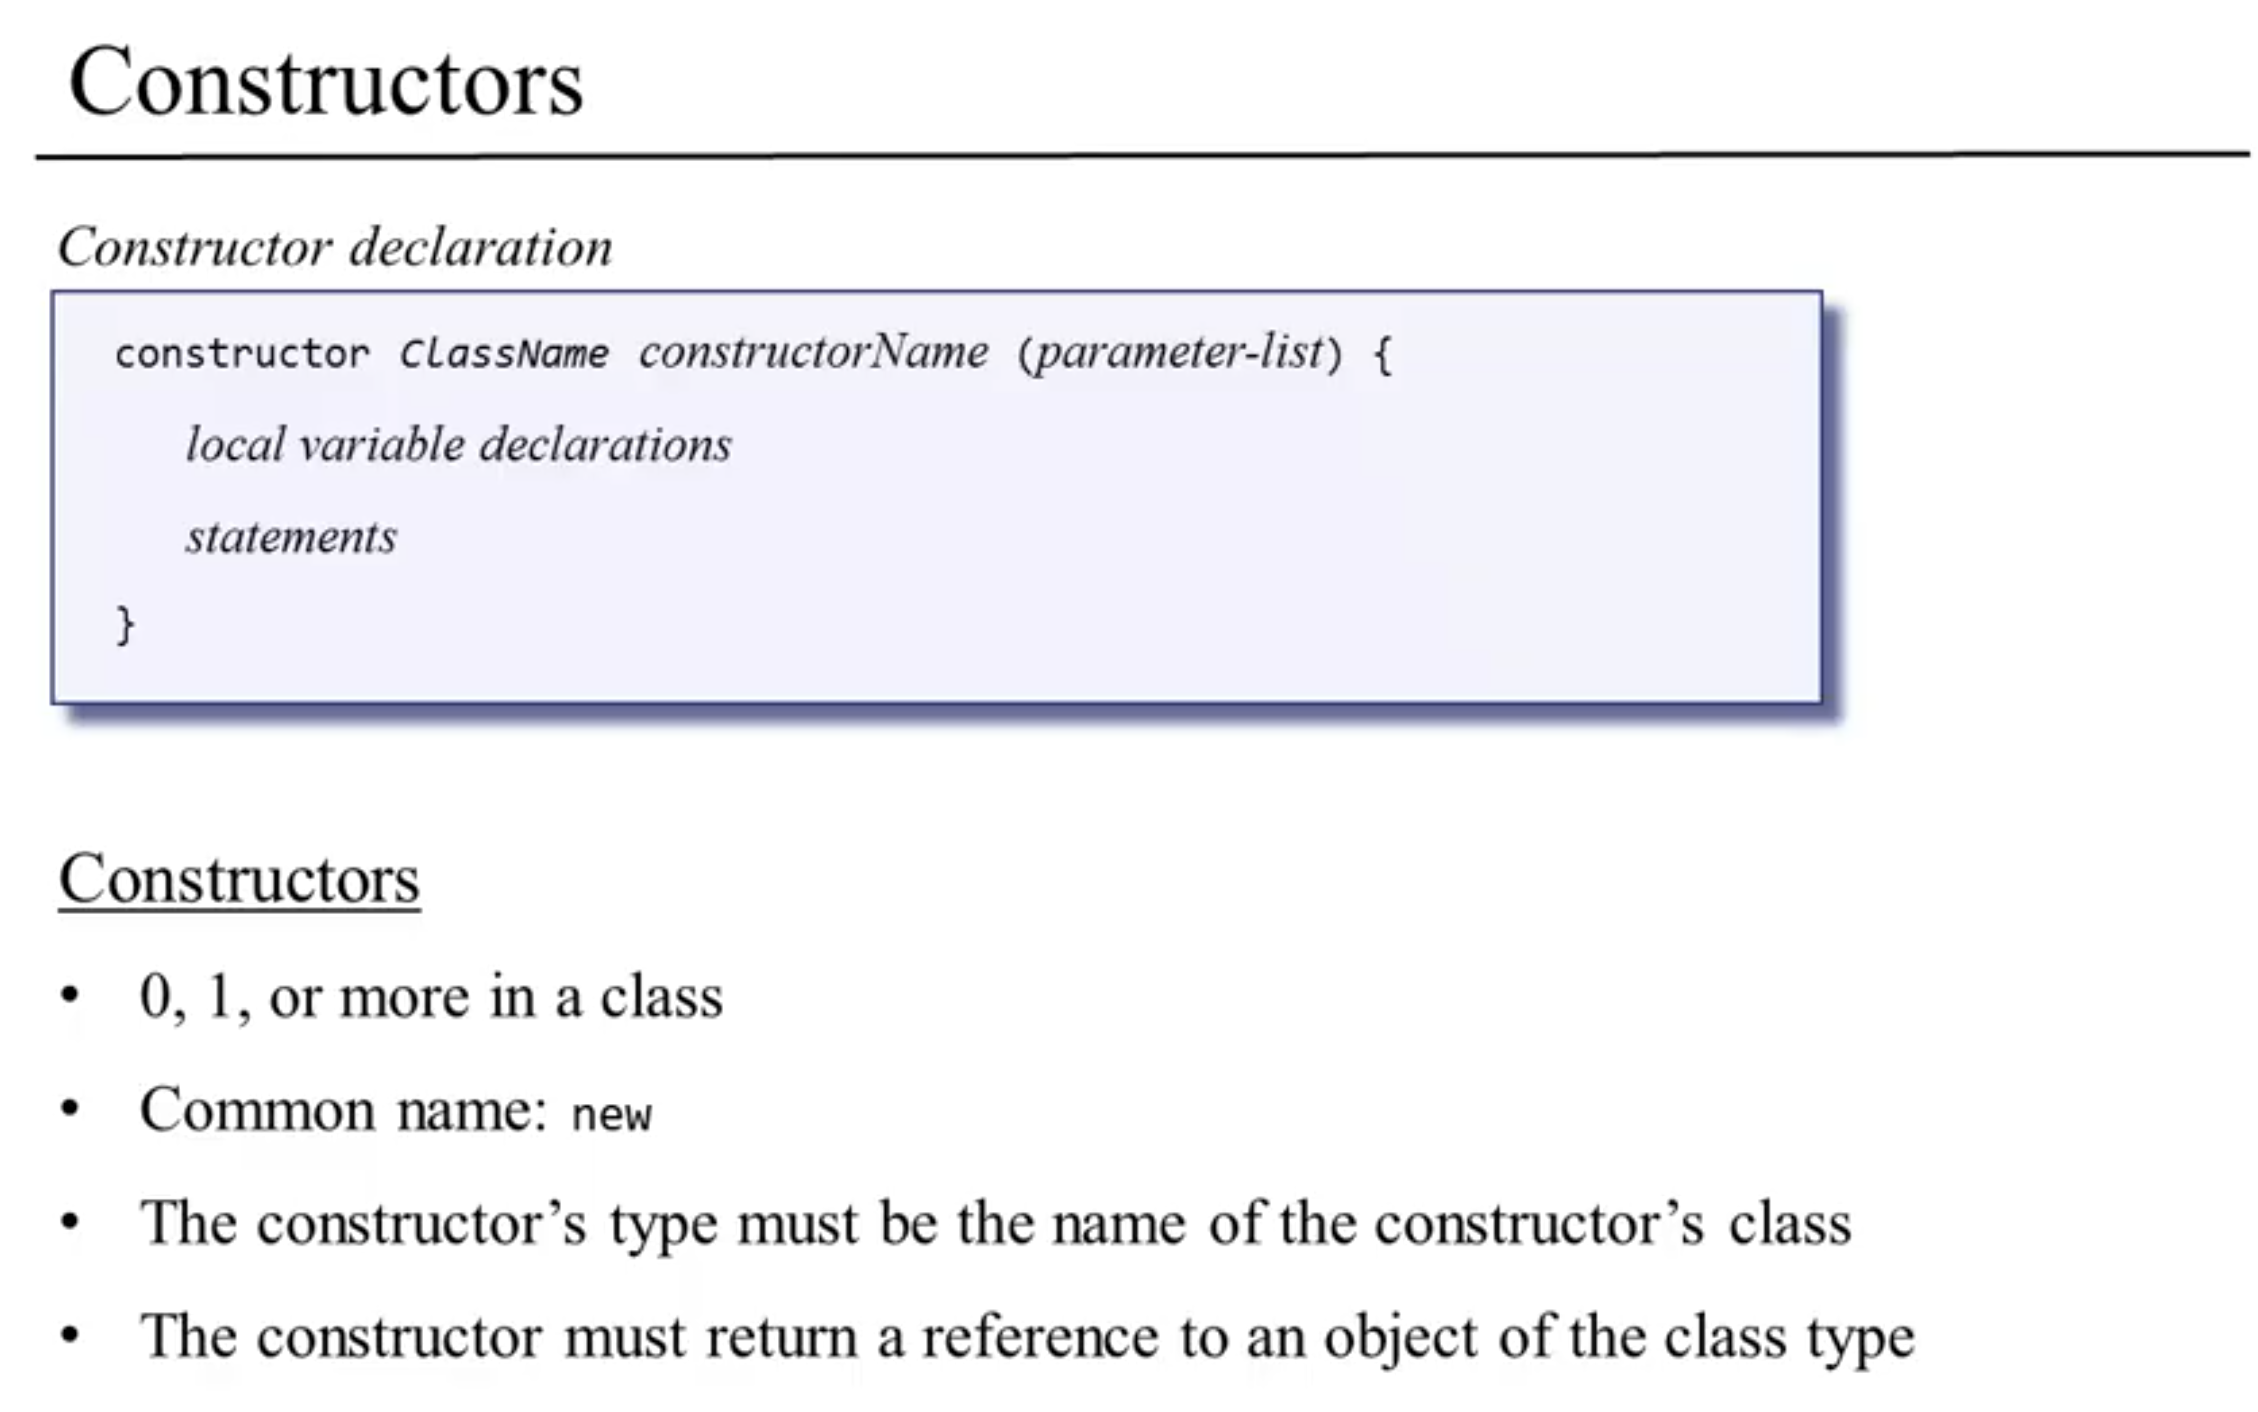 Constructors
Constructor declaration
constructor ClassName constructorName (parameter-list) {
local variable declarations
statements
}
Constructors
• 0, 1, or more in a class
• Common name: new
• The constructor’s type must be the name of the constructor’s class
• The constructor must return a reference to an object of the class type